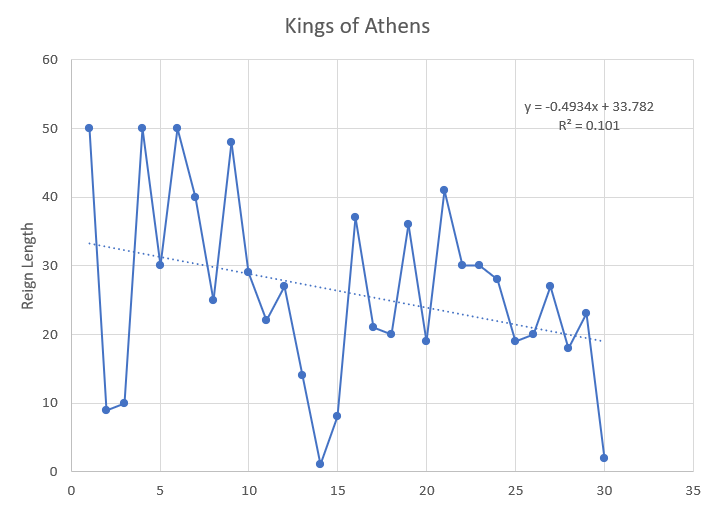 Kings of Athens
y = -0.4934x + 33.782
R² = 0.101
Reign Length
60
50
40
30
20
10
0
0 5 10 15 20 25 30 35